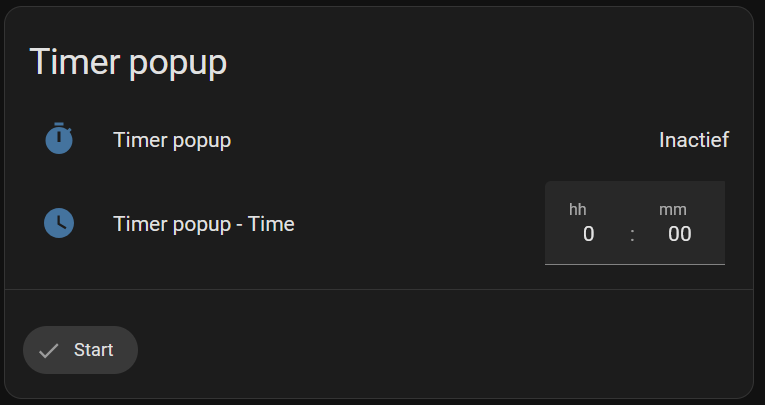 Timer popup
Timer popup Inactief
Timer popup - Time
hh mm
0 : 00
Start